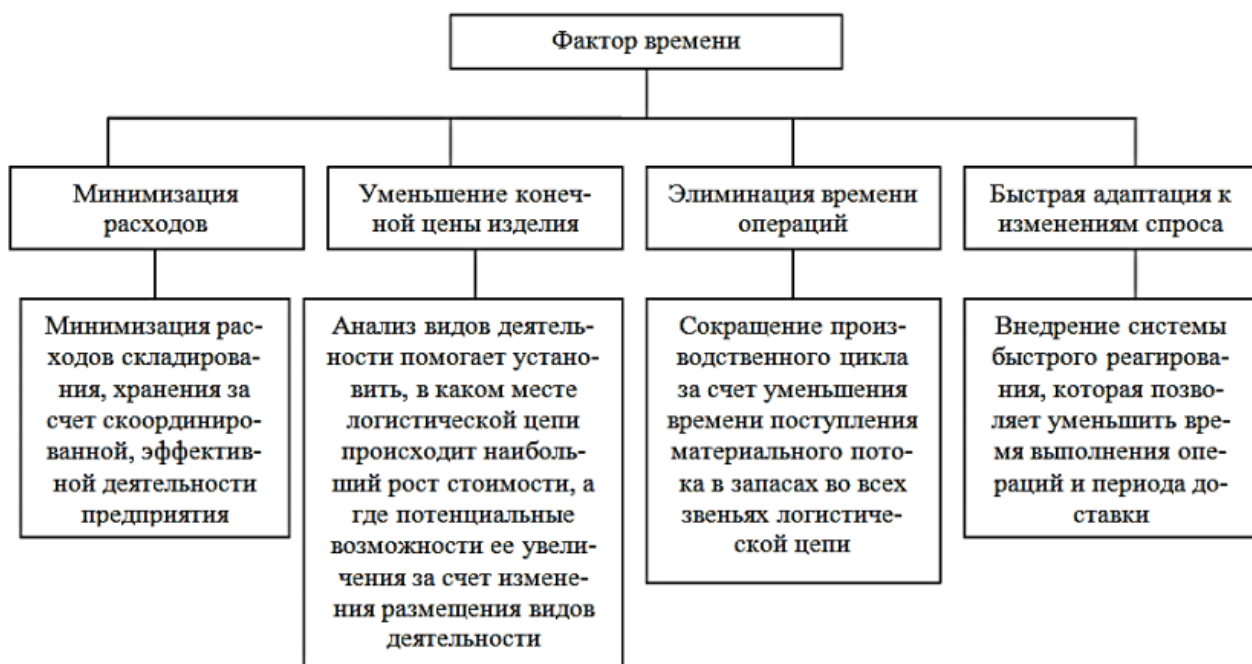 Фактор времени
Минимизация
расходов
Уменьшение конеч-
ной цены изделия
Элиминация времени
операций
Быстрая адаптация к
изменениям спроса
Минимизация рас-
ходов складирова-
ния, хранения за
счет скоординиро-
ванной, эффектив-
ной деятельности
предприятия
Анализ видов деятель-
ности помогает устано-
вить, в каком месте
логистической цепи
происходит наиболь-
ший рост стоимости, а
где потенциальные
возможности ее увели-
чения за счет измене-
ния размещения видов
деятельности
Сокращение произ-
водственного цикла
за счет уменьшения
времени поступления
материального пото-
ка в запасах во всех
звеньях логистиче-
ской цепи
Внедрение системы
быстрого реагирова-
ния, которая позво-
ляет уменьшить вре-
мя выполнения опе-
раций и периода до-
ставки